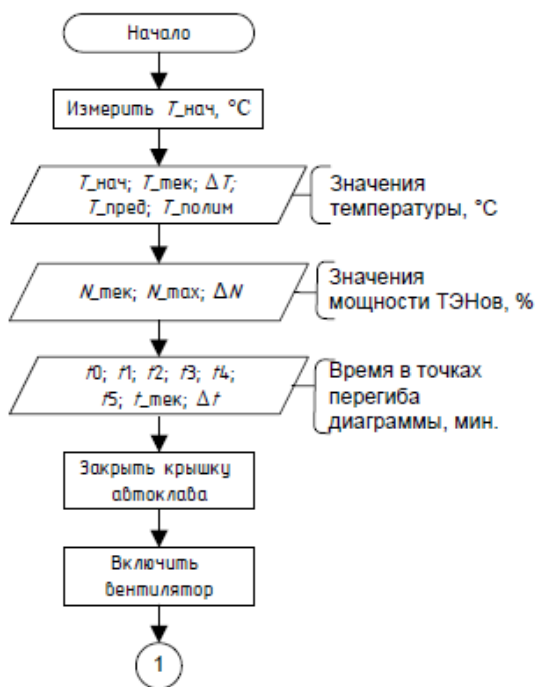 Начало
Измерить T_нач, °C
T_нач; T_тек; ΔT;
T_пред; T_полим
Значения
температуры, °C
N_тек; N_max; ΔN
Значения
мощности ТЭНов, %
t0; t1; t2; t3; t4;
t5; t_тек; Δt
Время в точках
перегиба
диаграммы, мин.
Закрыть крышку
автоклава
Включить
вентилятор
1